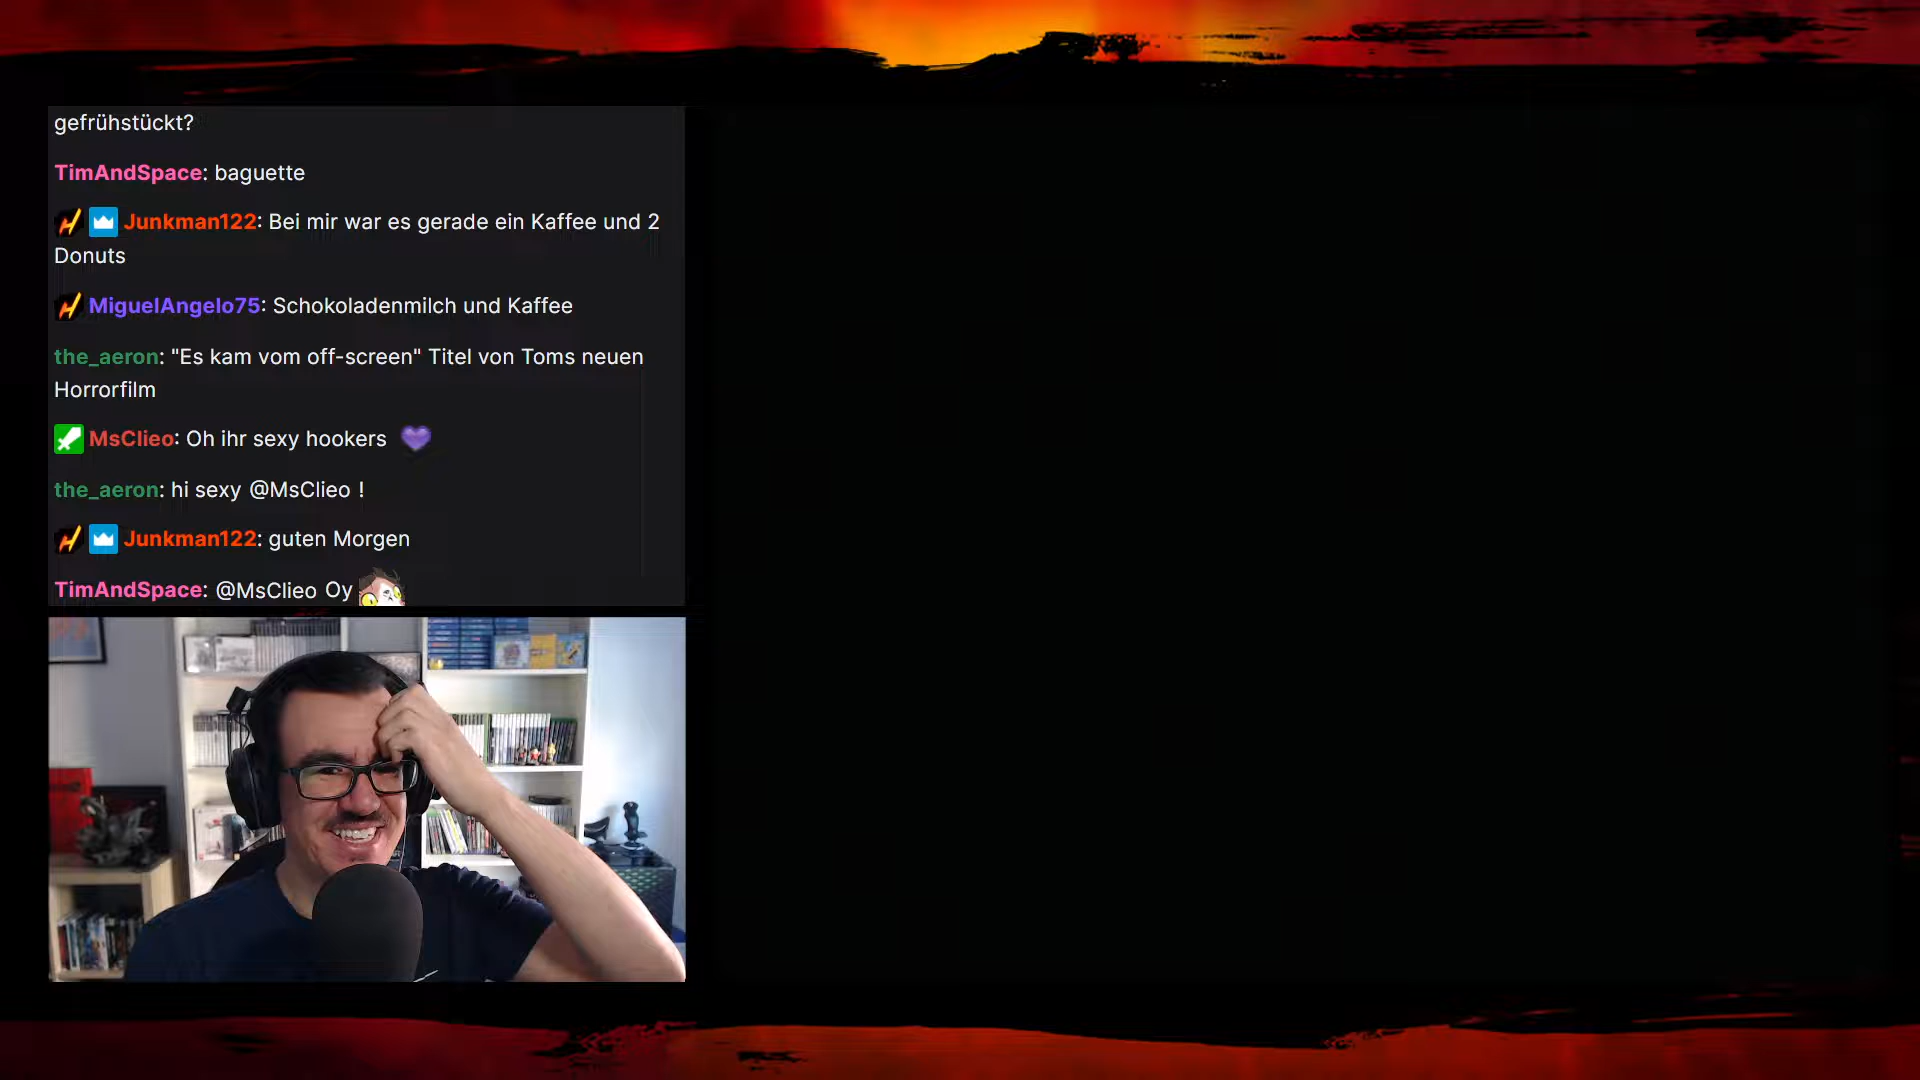 gefrühstückt?
TimAndSpace: baguette
Junkman122: Bei mir war es gerade ein Kaffee und 2
Donuts
MiguelAngelo75: Schokoladenmilch und Kaffee
the_aeron: "Es kam vom off-screen" Titel von Toms neuen
Horrorfilm
MsClieo: Oh ihr sexy hookers
the_aeron: hi sexy @MsClieo !
Junkman122: guten Morgen
TimAndSpace: @MsClieo Oy